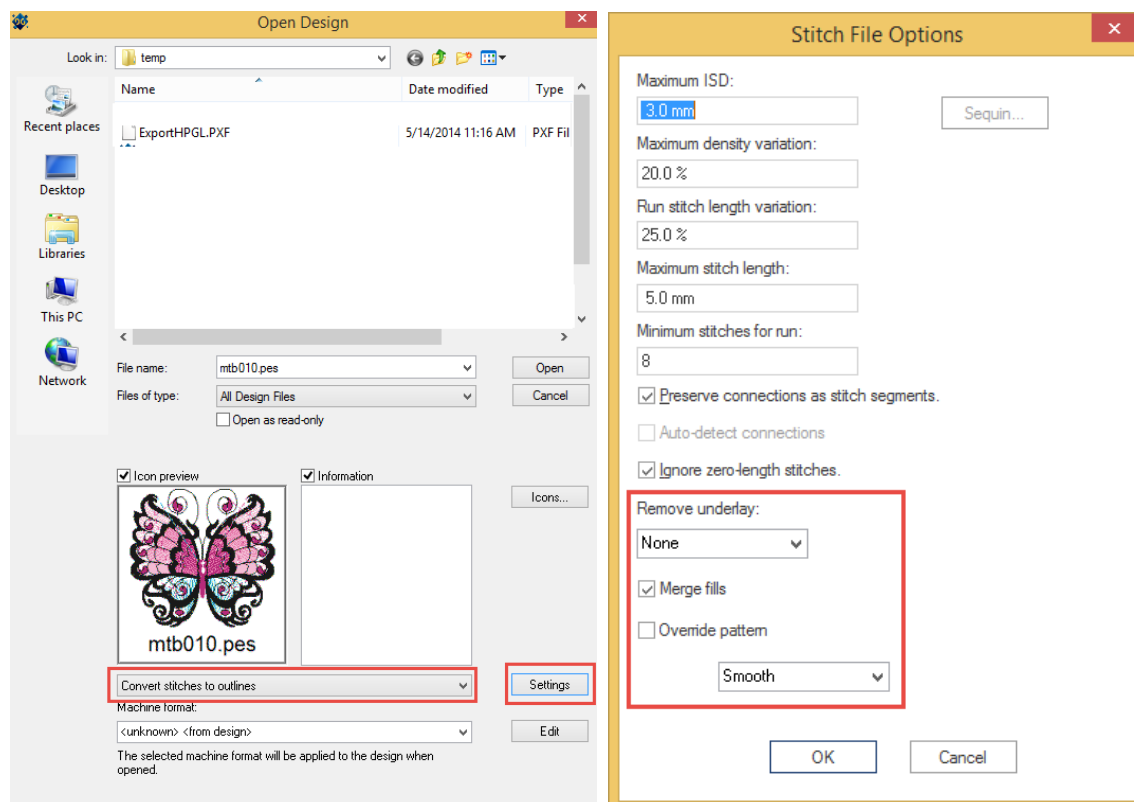 Open Design
Look in:
temp
Name
Date modified
Type
ExportHPGL.PXF
5/14/2014 11:16 AM
PXF Fil
Recent places
Desktop
Libraries
This PC
Network
File name:
mtb010.pes
Open
Files of type:
All Design Files
Cancel
Open as read-only
Icon preview
Information
Icons...
mtb010.pes
Convert stitches to outlines
Settings
Machine format:
<unknown> <from design>
Edit
The selected machine format will be applied to the design when
opened.
Stitch File Options
Maximum ISD:
3.0 mm
Sequin...
Maximum density variation:
20.0 %
Run stitch length variation:
25.0 %
Maximum stitch length:
5.0 mm
Minimum stitches for run:
8
Preserve connections as stitch segments.
Auto-detect connections
Ignore zero-length stitches.
Remove underlay:
None
Merge fills
Override pattern
Smooth
OK
Cancel